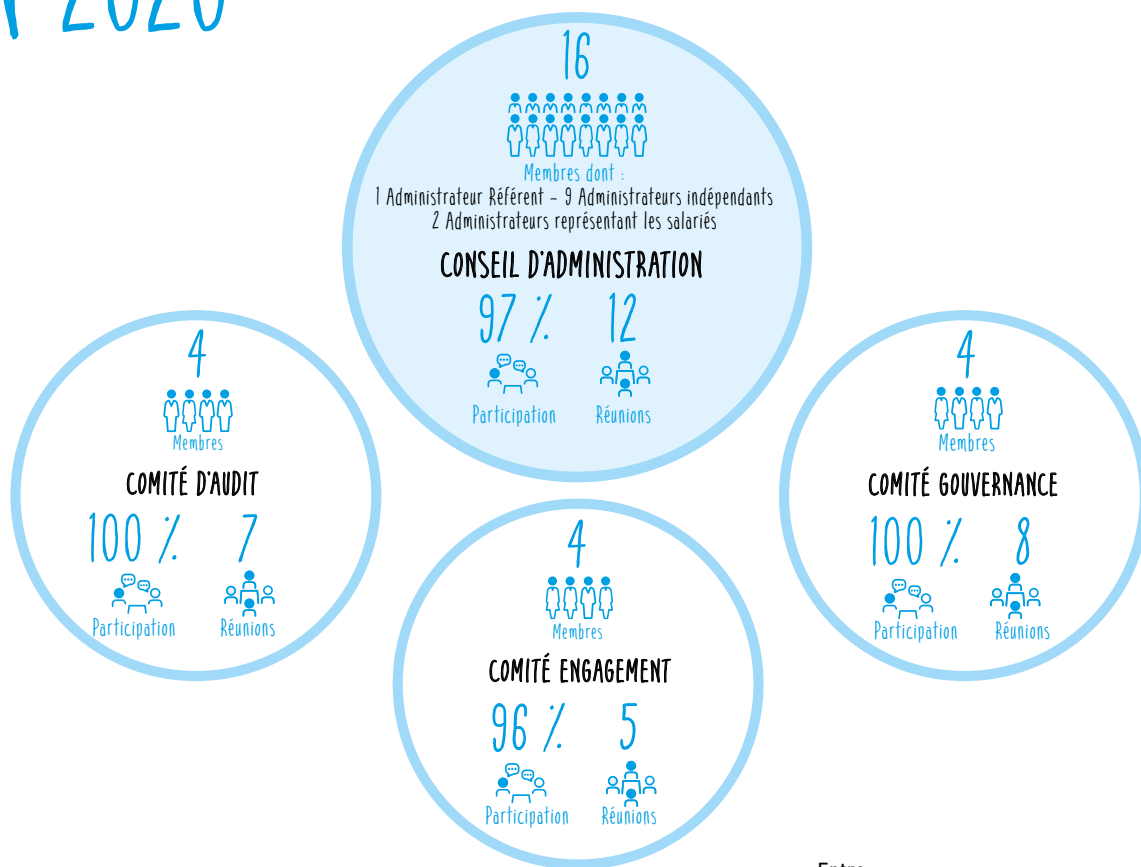 2020
16
Membres dont :
1 Administrateur Référent – 9 Administrateurs indépendants
2 Administrateurs représentant les salariés
CONSEIL D'ADMINISTRATION
97 % 12
Participation Réunions
4
Membres
COMITÉ D'AUDIT
100 % 7
Participation Réunions
4
Membres
COMITÉ ENGAGEMENT
96 % 5
Participation Réunions
4
Membres
COMITÉ GOUVERNANCE
100 % 8
Participation Réunions